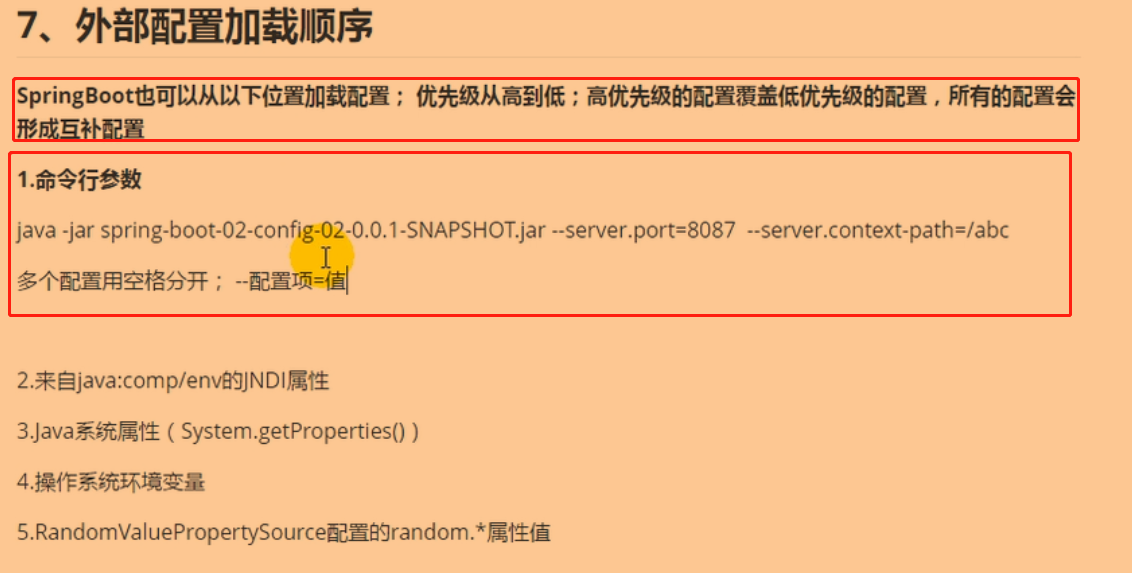 7、外部配置加载顺序
SpringBoot也可以从以下位置加载配置；优先级从高到低；高优先级的配置覆盖低优先级的配置，所有的配置会
形成互补配置
1.命令行参数
java -jar spring-boot-02-config-02-0.0.1-SNAPSHOT.jar --server.port=8087 --server.context-path=/abc
多个配置用空格分开； --配置项=值
2.来自java:comp/env的JNDI属性
3.Java系统属性（System.getProperties()）
4.操作系统环境变量
5.RandomValuePropertySource配置的random.*属性值